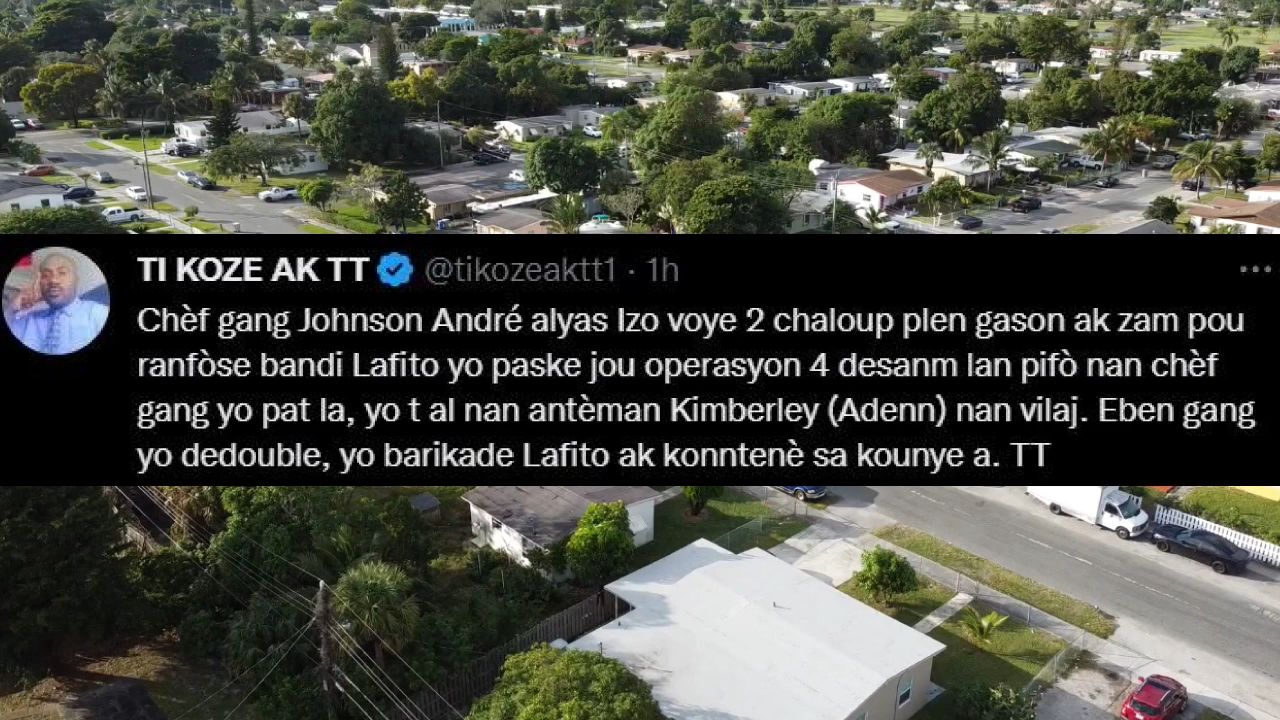 TI KOZE AK TT @tikozeaktt1 · 1h
Chèf gang Johnson André alyas Izo voye 2 chaloup plen gason ak zam pou
ranfòse bandi Lafito yo paske jou operasyon 4 desanm lan pifò nan chèf
gang yo pat la, yo t al nan antèman Kimberley (Adenn) nan vilaj. Eben gang
yo dedouble, yo barikade Lafito ak konntenè sa kounye a. TT